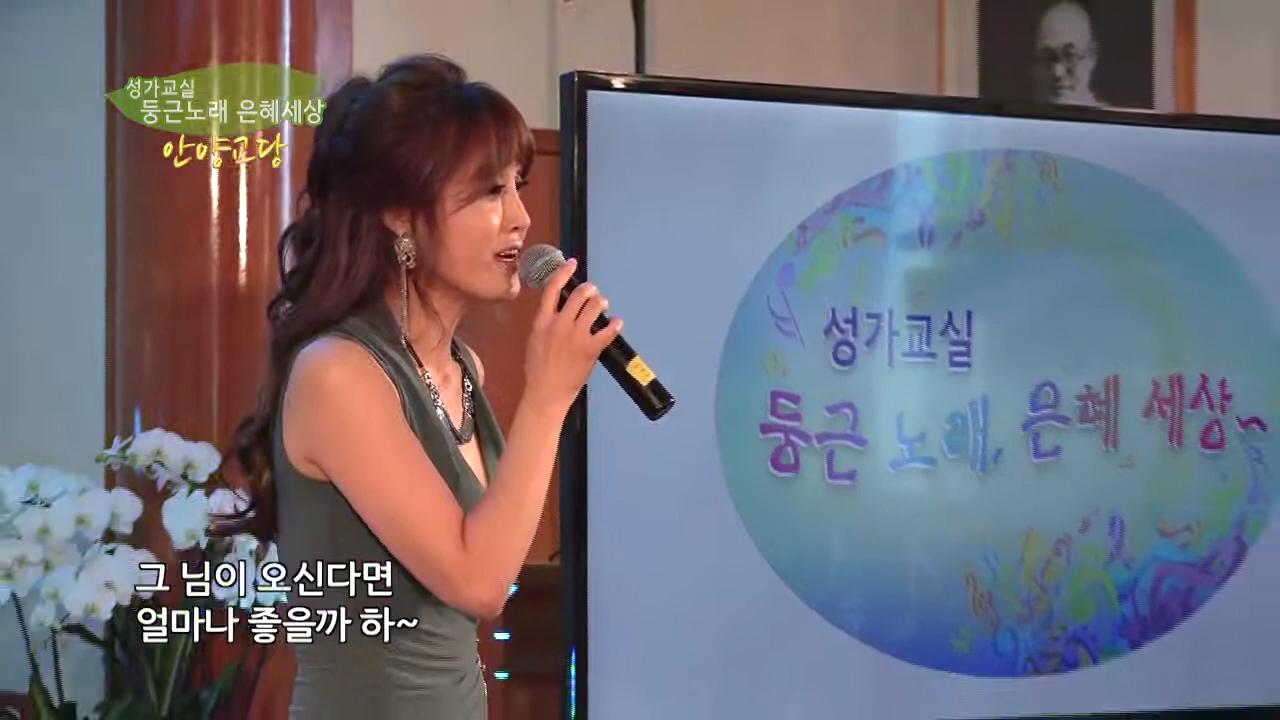 성가교실
둥근노래 은혜세상
안양교당
성가교실
둥근 노래, 은혜 세상~
그 님이 오신다면
얼마나 좋을까 하~